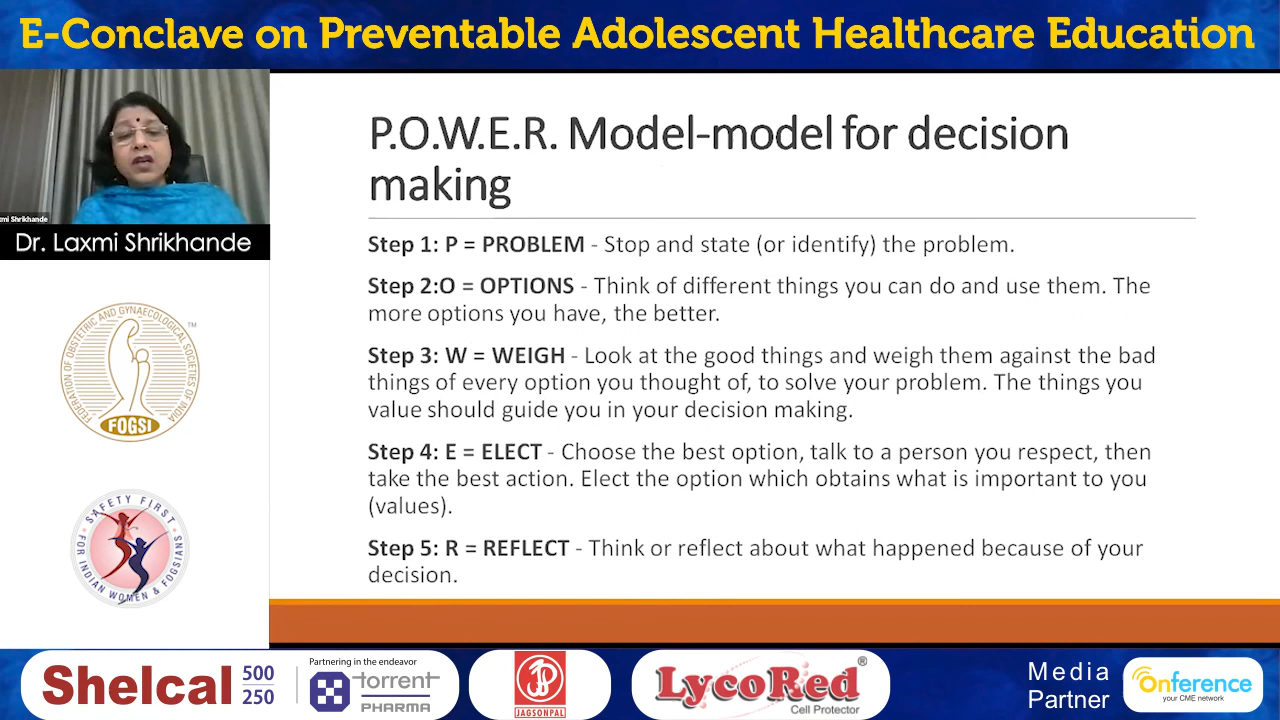 E-Conclave on Preventable Adolescent Healthcare Education
mi Shrikhande
Dr. Laxmi Shrikhande
FEDERATION OF OBSTETRIC AND GYNAECOLOGICAL SOCIETIES OF INDIA
TM
FOGSI
SAFETY FIRST
FOR INDIAN WOMEN & FOGSIANS
P.O.W.E.R. Model-model for decision
making
Step 1: P = PROBLEM - Stop and state (or identify) the problem.
Step 2:O = OPTIONS - Think of different things you can do and use them. The
more options you have, the better.
Step 3: W = WEIGH - Look at the good things and weigh them against the bad
things of every option you thought of, to solve your problem. The things you
value should guide you in your decision making.
Step 4: E = ELECT - Choose the best option, talk to a person you respect, then
take the best action. Elect the option which obtains what is important to you
(values).
Step 5: R = REFLECT - Think or reflect about what happened because of your
decision.
Shelcal 500
250
Partnering in the endeavor
torrent
PHARMA
JAGSONPAL
LycoRed®
Cell Protector
Media
Partner
Onference
your CME network